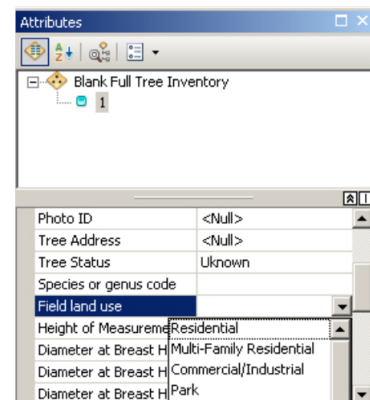 Attributes
Blank Full Tree Inventory
1
Photo ID <Null>
Tree Address <Null>
Tree Status Uknown
Species or genus code
Field land use
Height of Measureme Residential
Diameter at Breast H Multi-Family Residential
Diameter at Breast H Commercial/Industrial
Diameter at Breast H Park